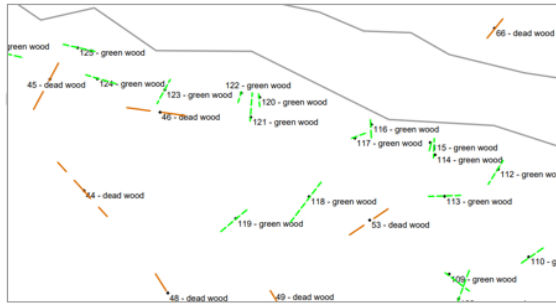 66 - dead wood
green wood
125 - green wood
45 - dead wood
124 - green wood
122 - green wood
123 - green wood
120 - green wood
46 - dead wood
121 - green wood
116 - green wood
117 - green wood
115 - green wood
114 - green wood
112 - green wo
44 - dead wood
118 - green wood
113 - green wood
119 - green wood
53 - dead wood
110 - g
109 - green wood
48 - dead wood
49 - dead wood